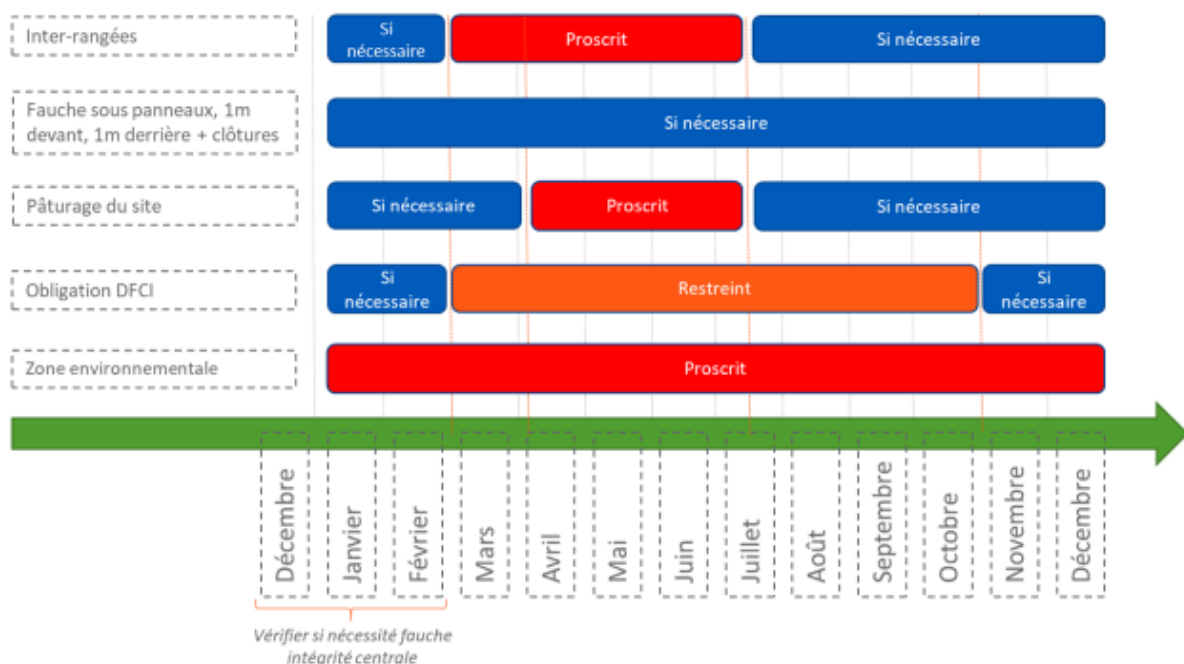 Inter-rangées
Si
nécessaire
Proscrit
Si nécessaire
Fauche sous panneaux, 1m
devant, 1m derrière + clôtures
Si nécessaire
Pâturage du site
Si nécessaire
Proscrit
Si nécessaire
Obligation DFCI
Si
nécessaire
Restreint
Si
nécessaire
Zone environnementale
Proscrit
Décembre
Janvier
Février
Mars
Avril
Mai
Juin
Juillet
Août
Septembre
Octobre
Novembre
Décembre
Vérifier si nécessité fauche
intégrité centrale